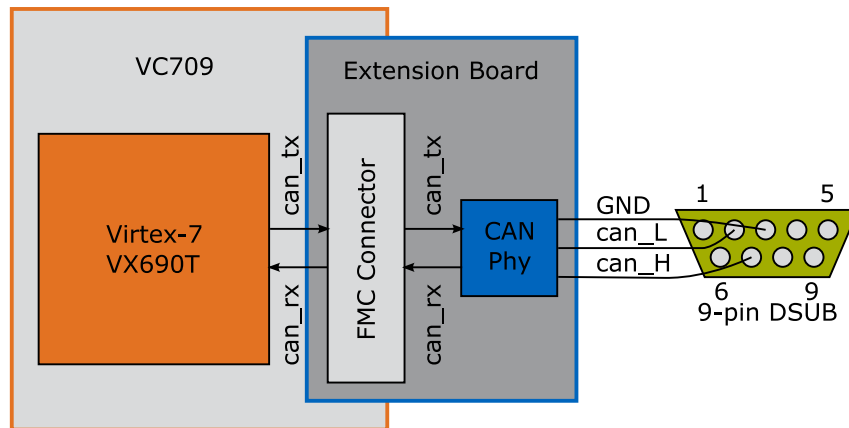 VC709
Extension Board
Virtex-7
VX690T
can_tx
can_rx
FMC Connector
can_tx
can_rx
CAN
Phy
GND
can_L
can_H
1
5
6
9
9-pin DSUB